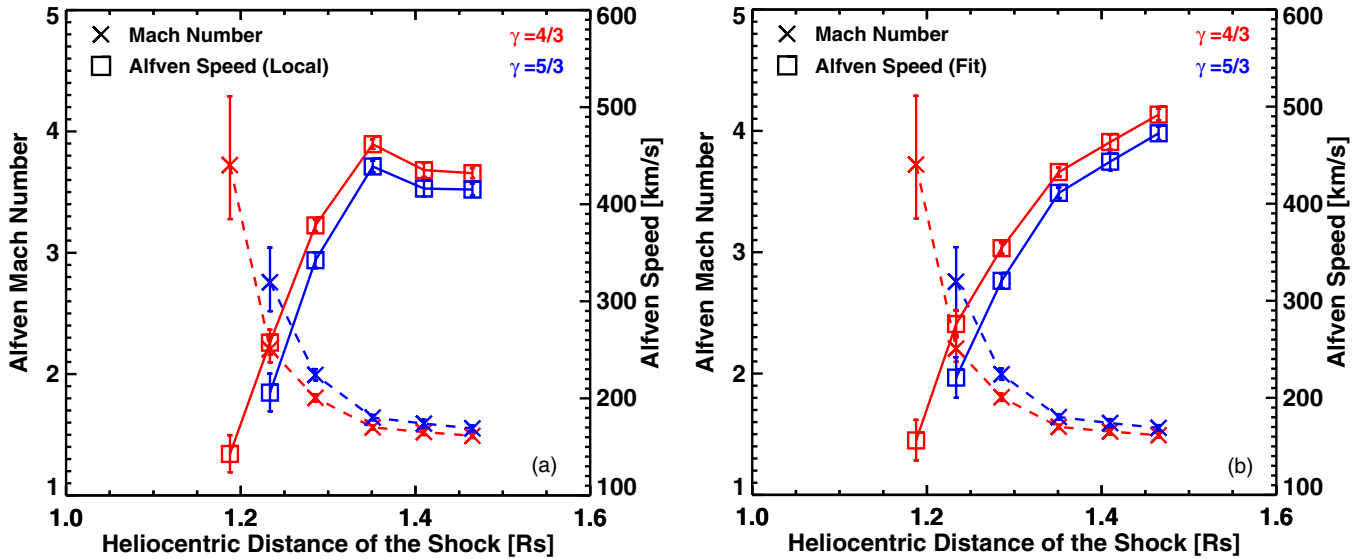 5
4
3
2
1
Alfven Mach Number
Mach Number
Alfven Speed (Local)
γ=4/3
γ=5/3
600
500
400
300
200
100
Alfven Speed [km/s]
(a)
1.0
1.2
1.4
1.6
Heliocentric Distance of the Shock [Rs]
5
4
3
2
1
Alfven Mach Number
Mach Number
Alfven Speed (Fit)
γ=4/3
γ=5/3
600
500
400
300
200
100
Alfven Speed [km/s]
(b)
1.0
1.2
1.4
1.6
Heliocentric Distance of the Shock [Rs]